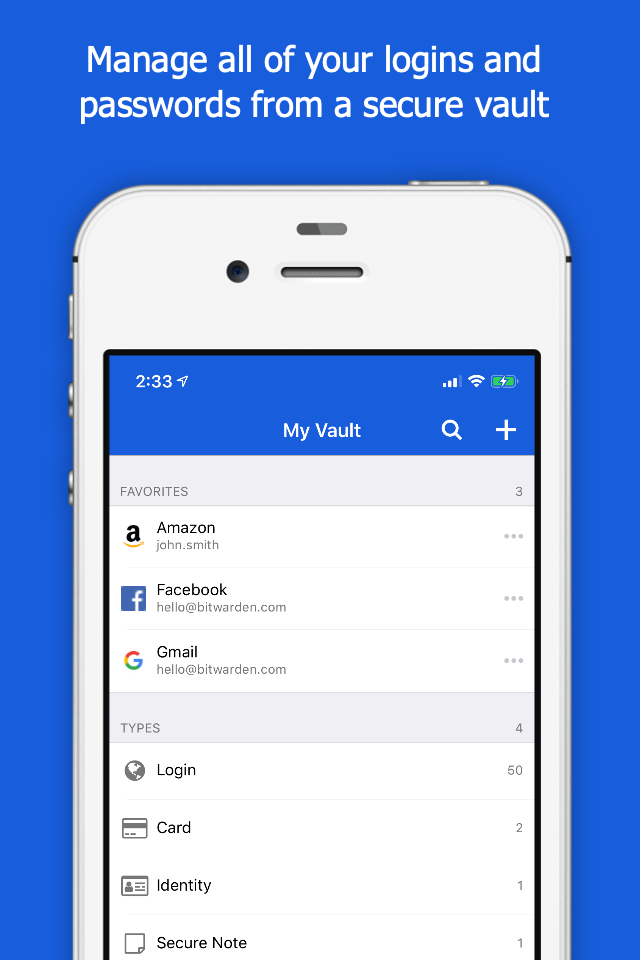 Manage all of your logins and
passwords from a secure vault
2:33
My Vault
FAVORITES 3
Amazon
john.smith
Facebook
hello@bitwarden.com
Gmail
hello@bitwarden.com
TYPES 4
Login 50
Card 2
Identity 1
Secure Note 1